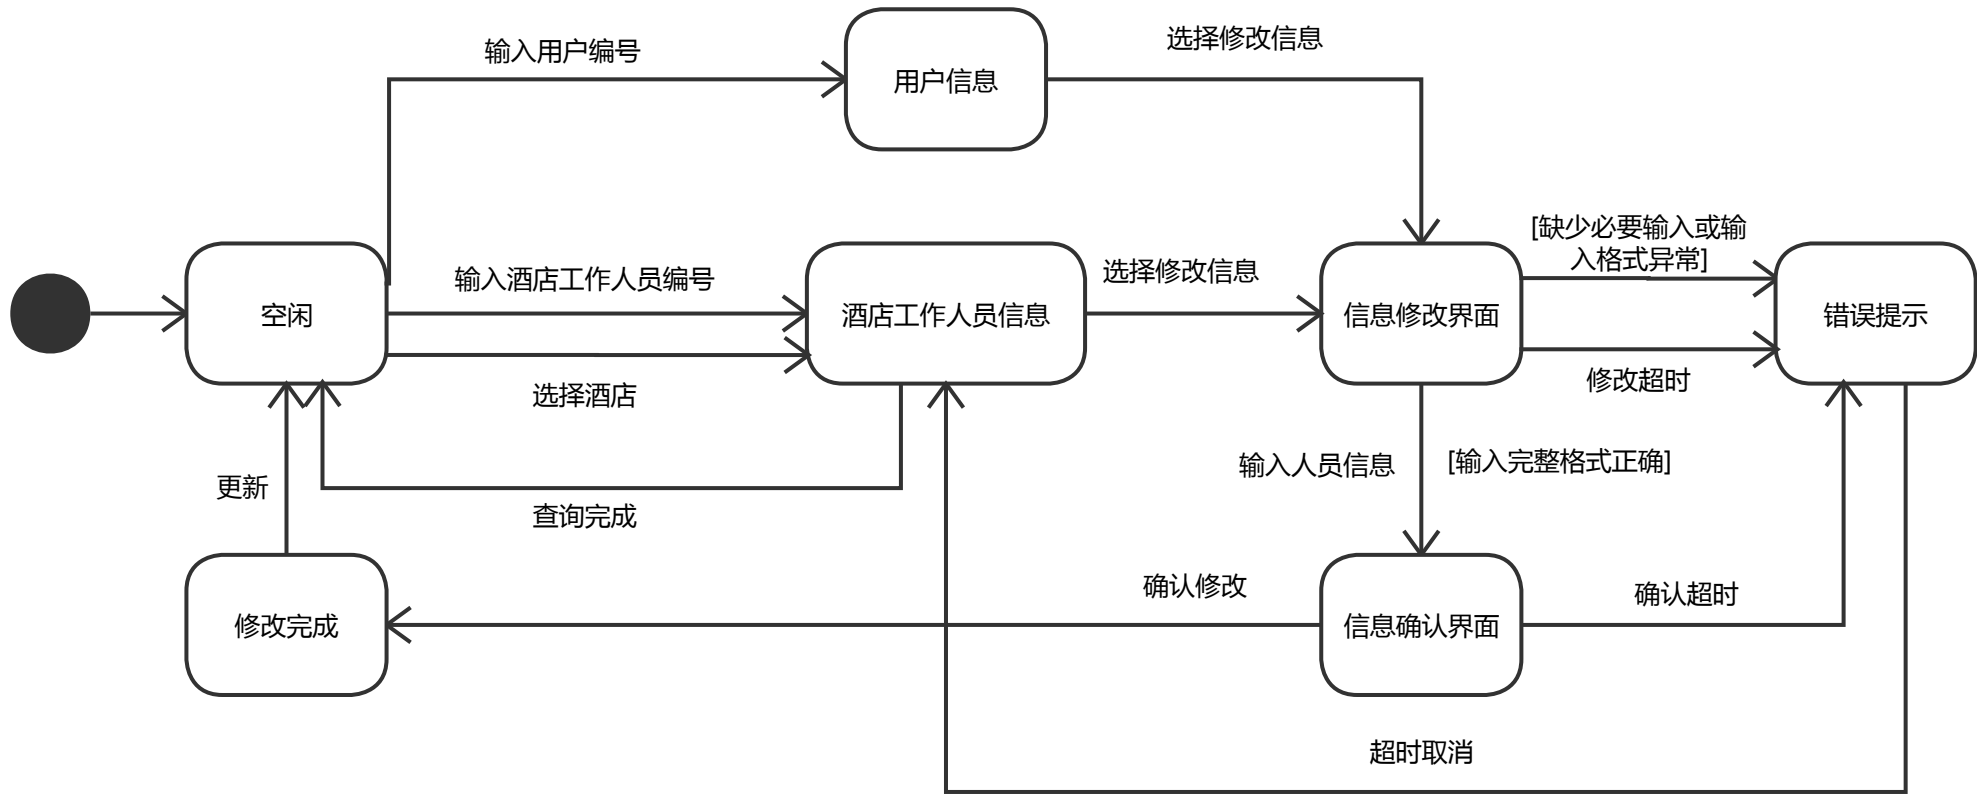 选择修改信息
输入用户编号
用户信息
[缺少必要输入或输
入格式异常]
选择修改信息
输入酒店工作人员编号
空闲
酒店工作人员信息
信息修改界面
错误提示
修改超时
选择酒店
输入人员信息
[输入完整格式正确]
更新
查询完成
确认修改
确认超时
修改完成
信息确认界面
超时取消